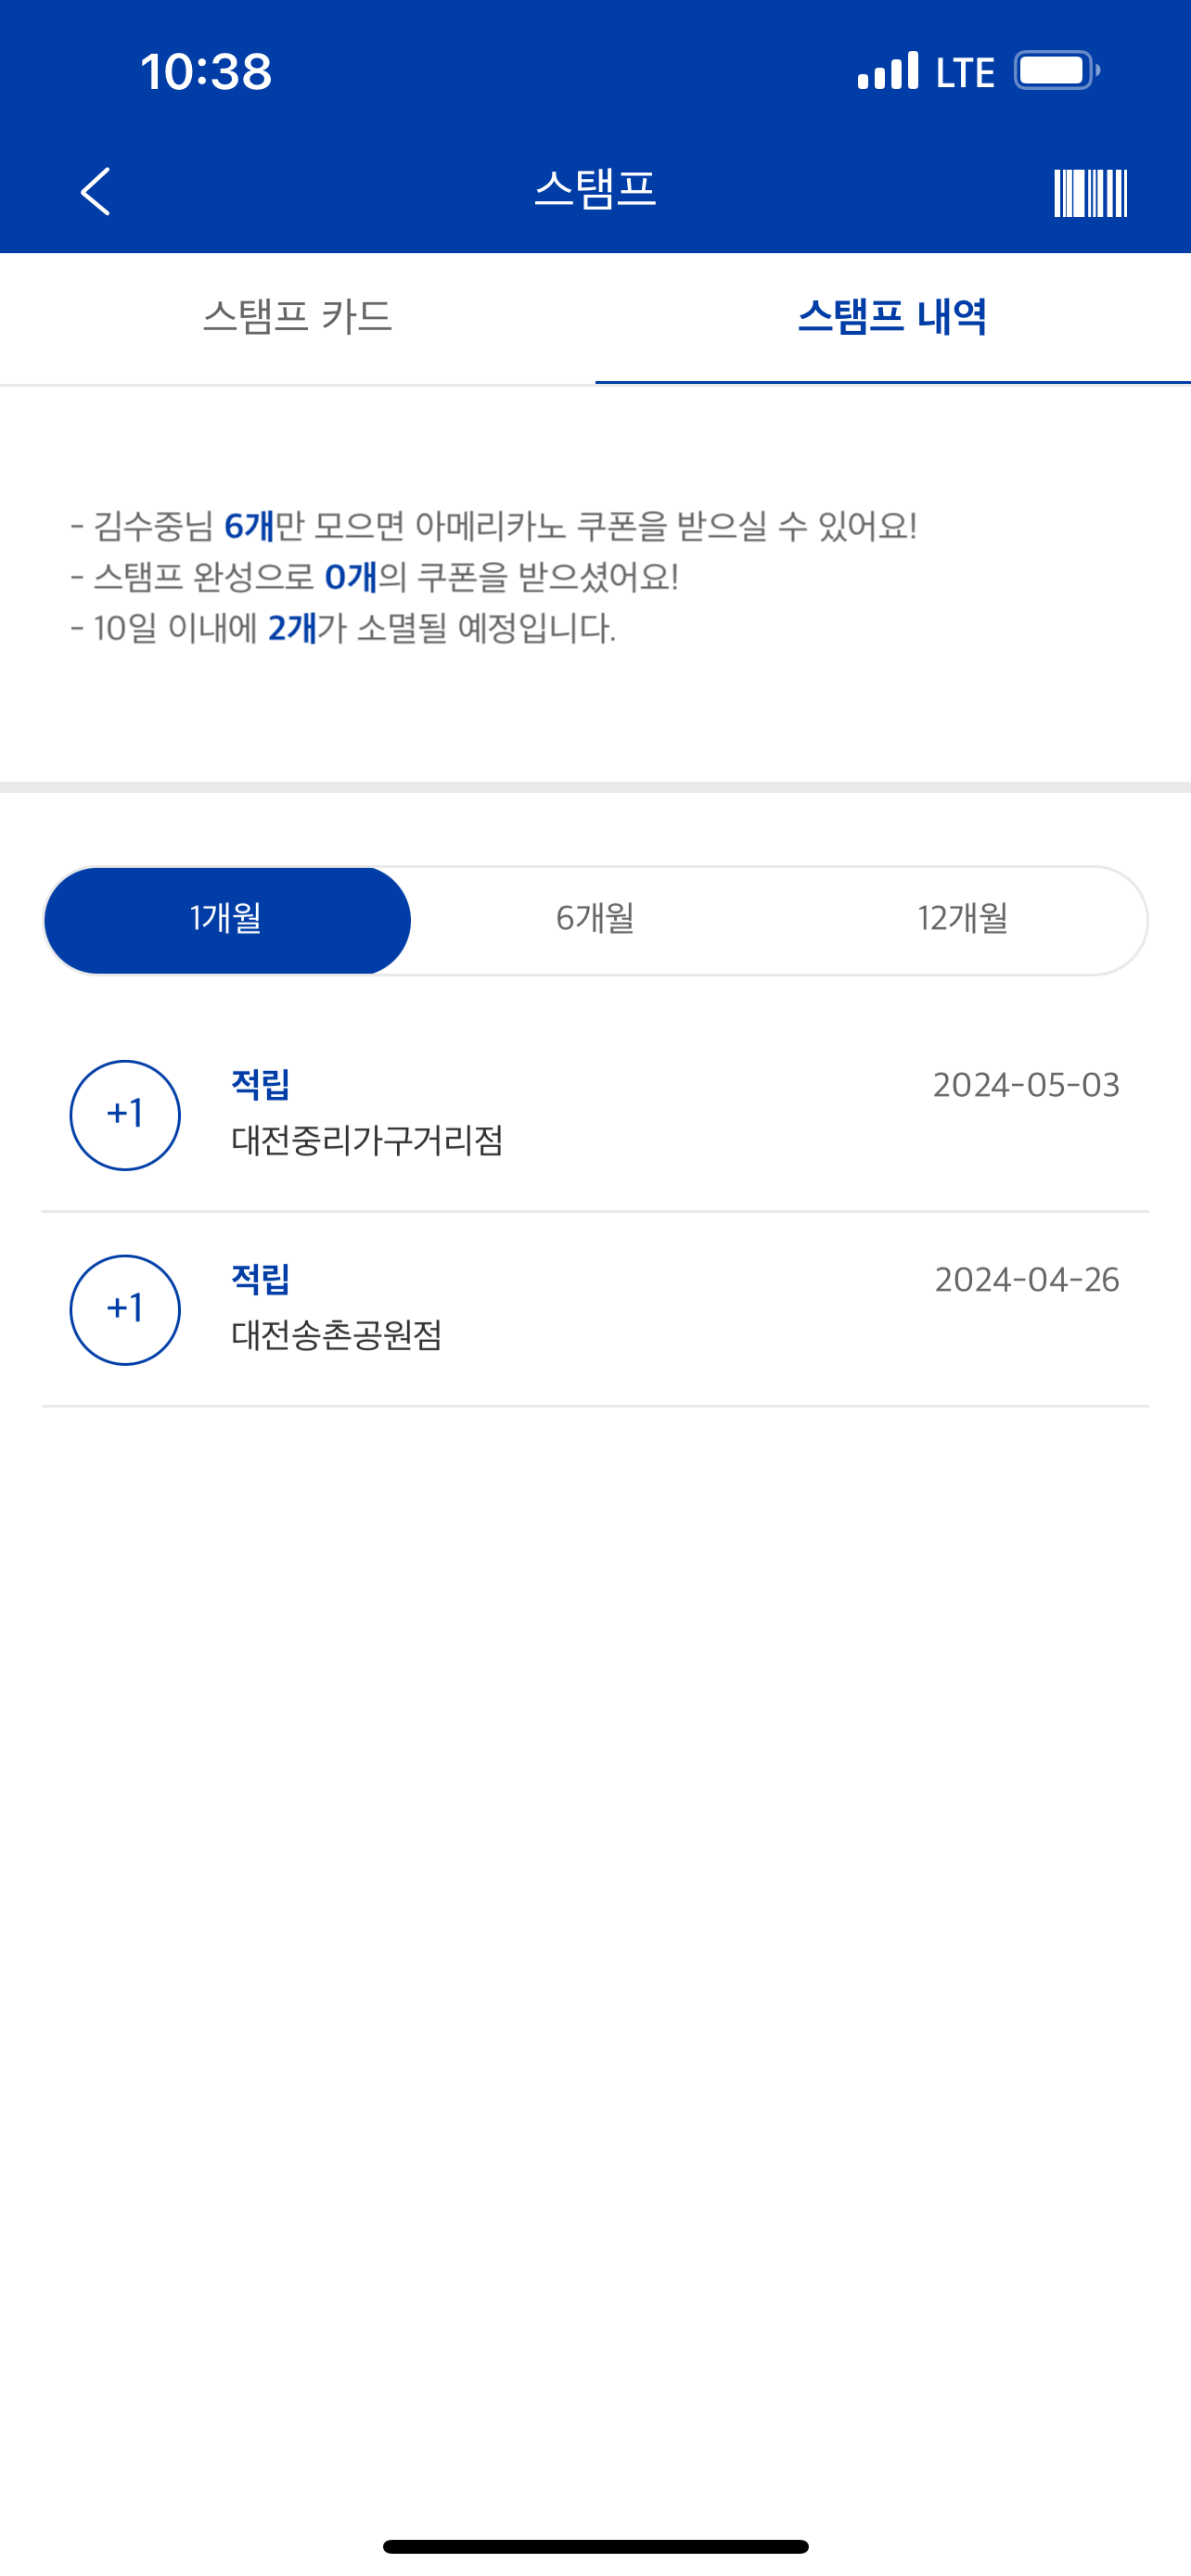 10:38
LTE
스탬프
스탬프 카드
스탬프 내역
- 김수중님 6개만 모으면 아메리카노 쿠폰을 받으실 수 있어요!
- 스탬프 완성으로 0개의 쿠폰을 받으셨어요!
- 10일 이내에 2개가 소멸될 예정입니다.
1개월
6개월
12개월
+1
적립
2024-05-03
대전중리가구거리점
+1
적립
2024-04-26
대전송촌공원점